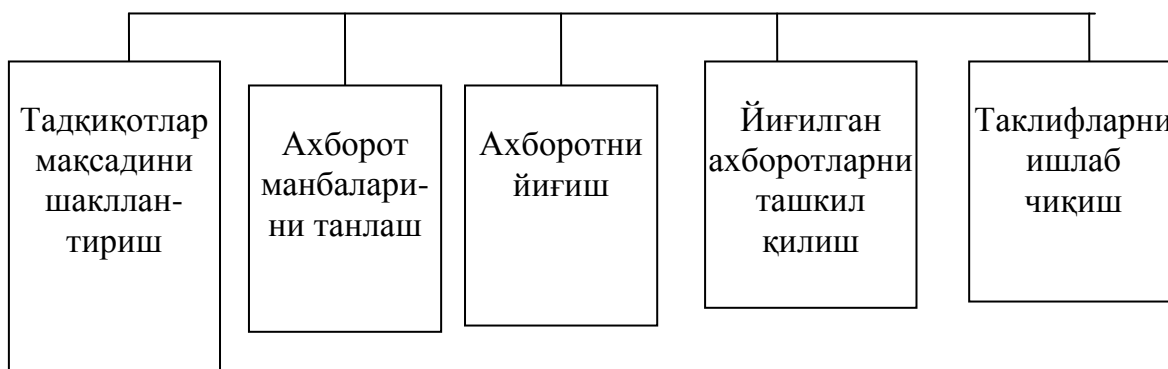 Тадқиқотлар
мақсадини
шакллан-
тириш
Ахборот
манбалари-
ни танлаш
Ахборотни
йиғиш
Йиғилган
ахборотларни
ташкил
қилиш
Таклифларни
ишлаб
чиқиш